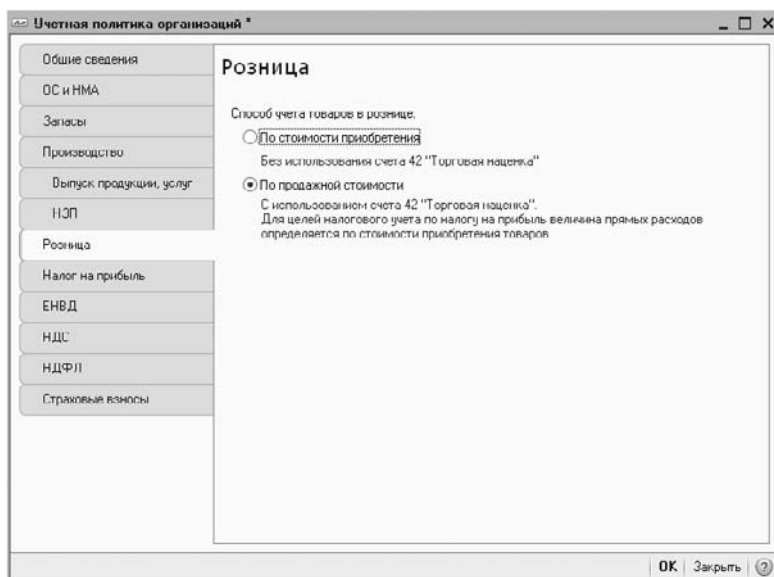 Учетная политика организаций *
Общие сведения
ОС и НМА
Запасы
Производство
Выпуск продукции, услуг
НЗП
Розница
Налог на прибыль
ЕНВД
НДС
НДФЛ
Страховые взносы
Розница
Способ учета товаров в рознице:
По стоимости приобретения
Без использования счета 42 "Торговая наценка"
По продажной стоимости
С использованием счета 42 "Торговая наценка".
Для целей налогового учета по налогу на прибыль величина прямых расходов
определяется по стоимости приобретения товаров
OK
Закрыть
?